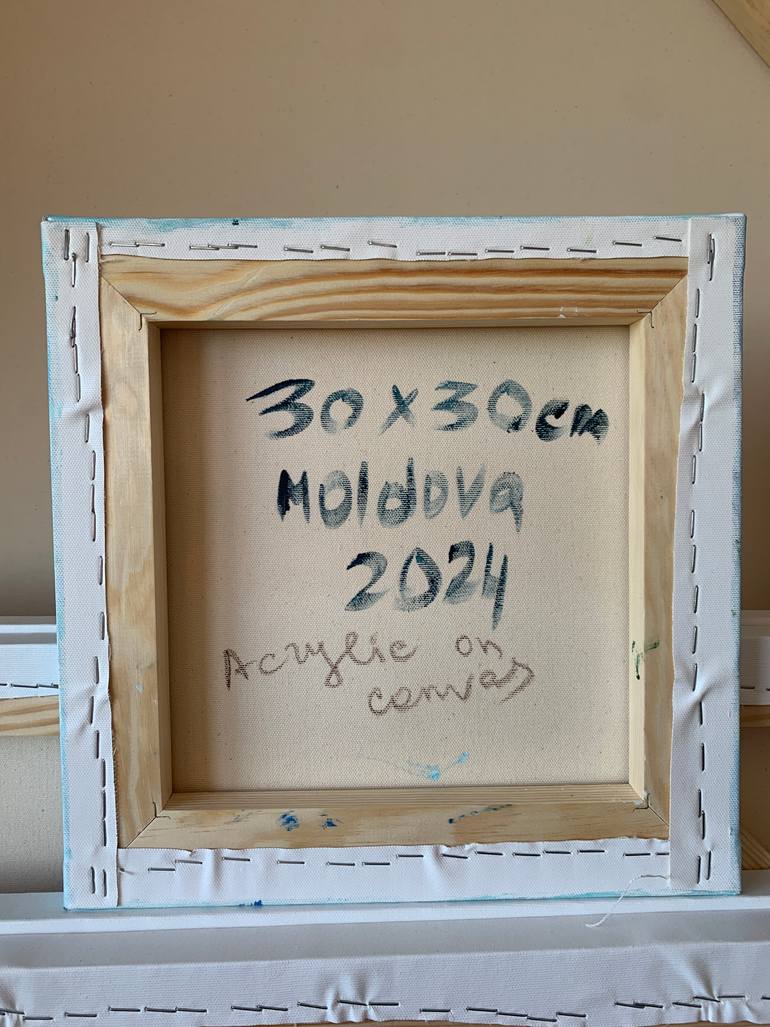 30x30cm
Moldova
2024
Acrylic on
canvas